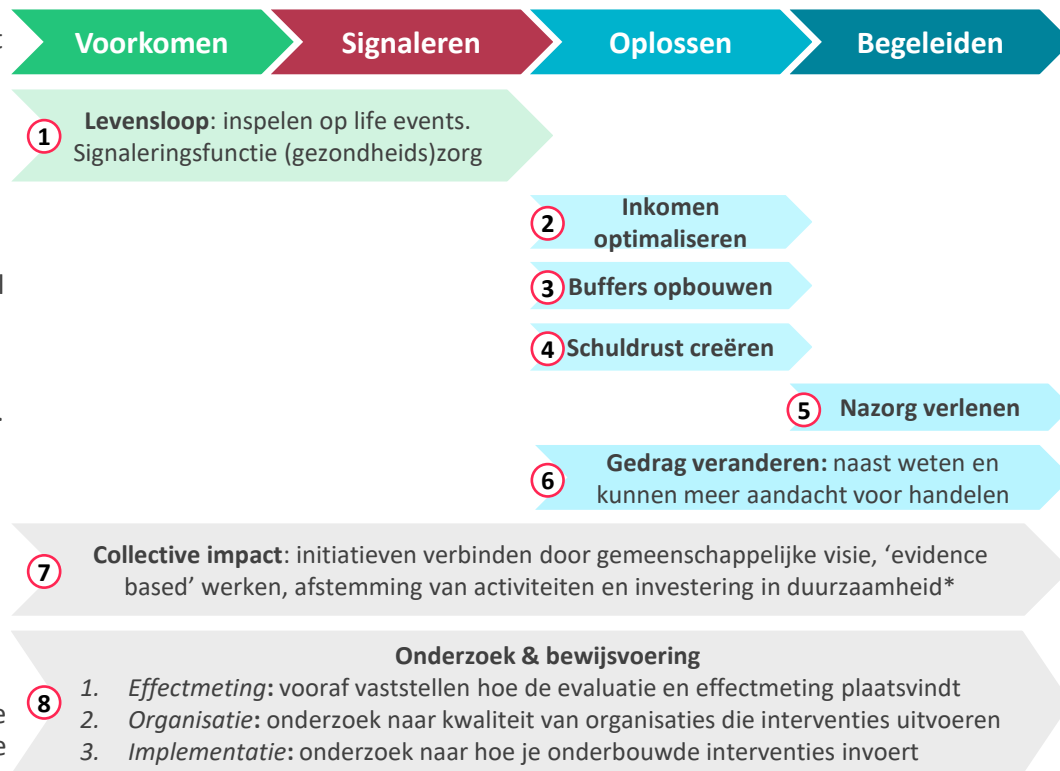 Voorkomen
Signaleren
Oplossen
Begeleiden
1
Levensloop: inspelen op life events.
Signaleringsfunctie (gezondheids)zorg
2
Inkomen
optimaliseren
3
Buffers opbouwen
4
Schuldrust creëren
5
Nazorg verlenen
6
Gedrag veranderen: naast weten en
kunnen meer aandacht voor handelen
7
Collective impact: initiatieven verbinden door gemeenschappelijke visie, ‘evidence
based’ werken, afstemming van activiteiten en investering in duurzaamheid*
8
Onderzoek & bewijsvoering
1. Effectmeting: vooraf vaststellen hoe de evaluatie en effectmeting plaatsvindt
2. Organisatie: onderzoek naar kwaliteit van organisaties die interventies uitvoeren
3. Implementatie: onderzoek naar hoe je onderbouwde interventies invoert